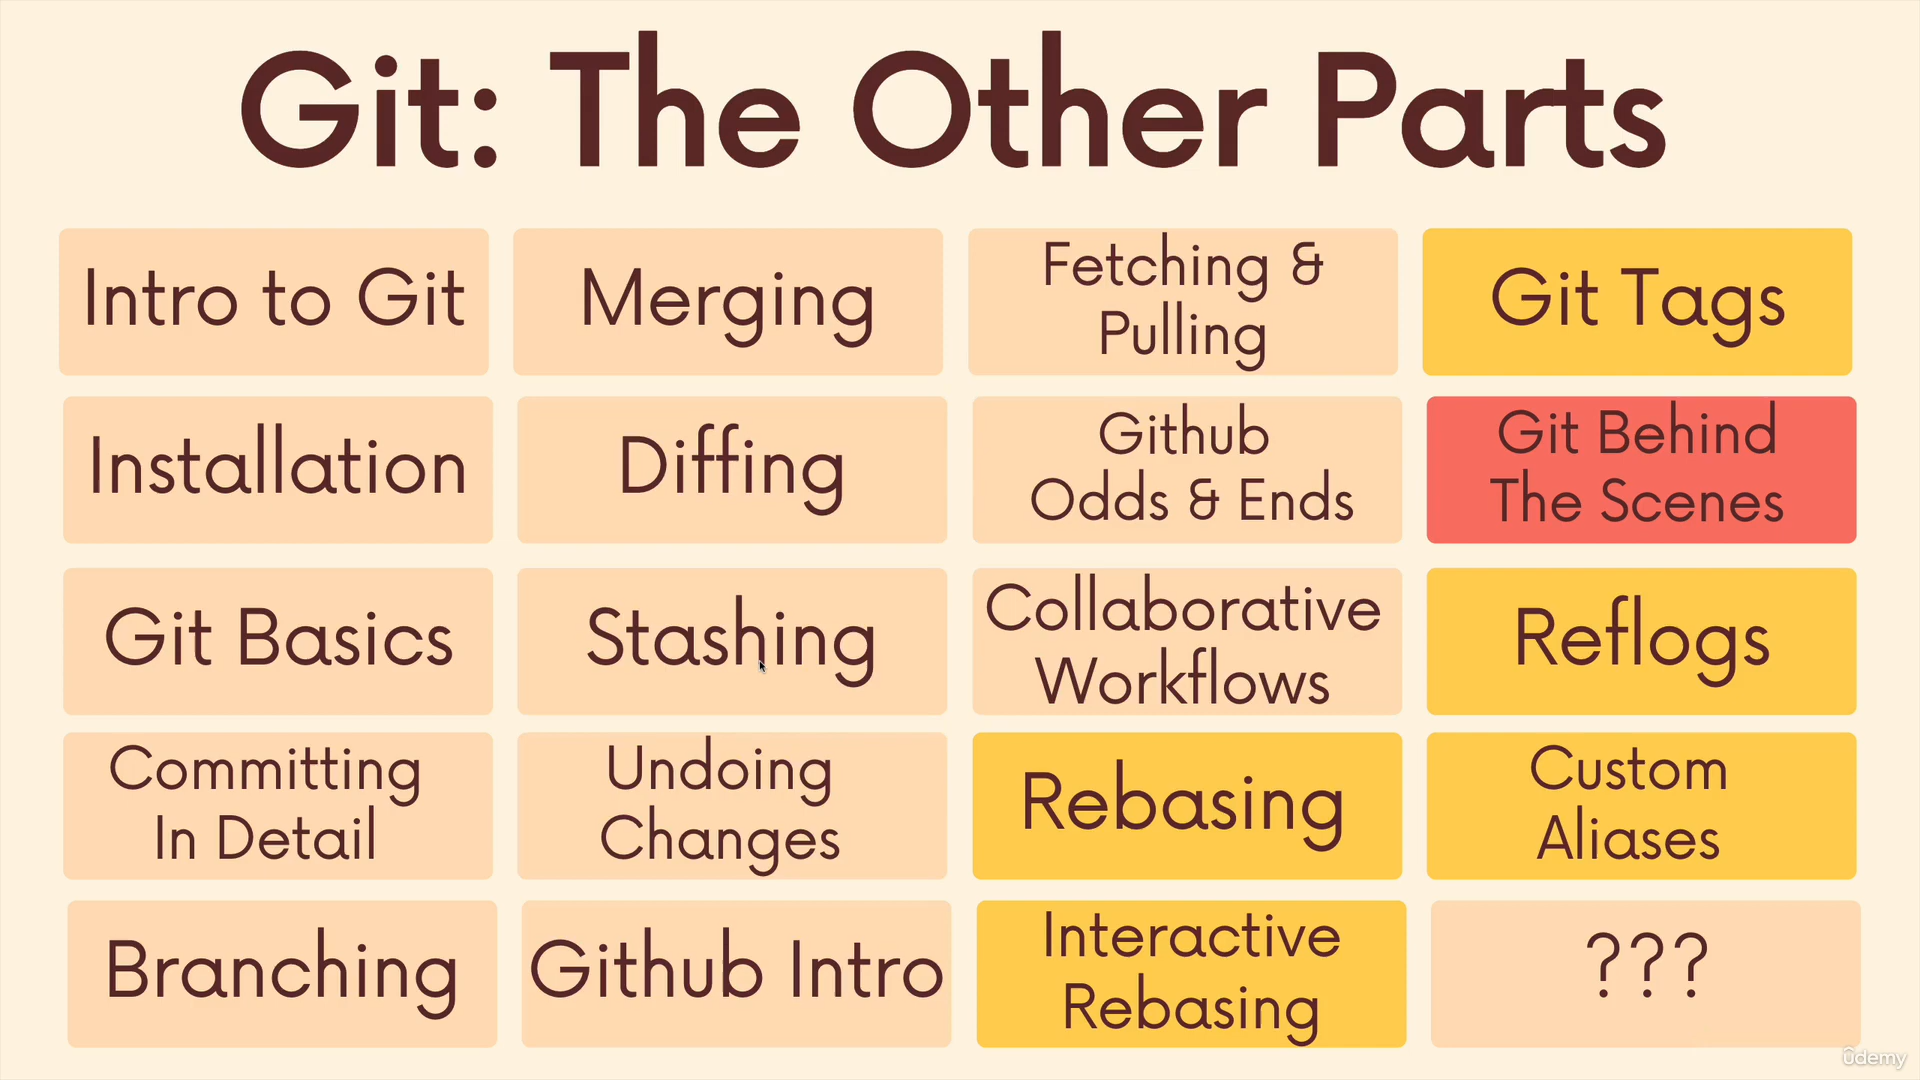 Git: The Other Parts
Intro to Git
Merging
Fetching &
Pulling
Git Tags
Installation
Diffing
Github
Odds & Ends
Git Behind
The Scenes
Git Basics
Stashing
Collaborative
Workflows
Reflogs
Committing
In Detail
Undoing
Changes
Rebasing
Custom
Aliases
Branching
Github Intro
Interactive
Rebasing
???
ûdemy